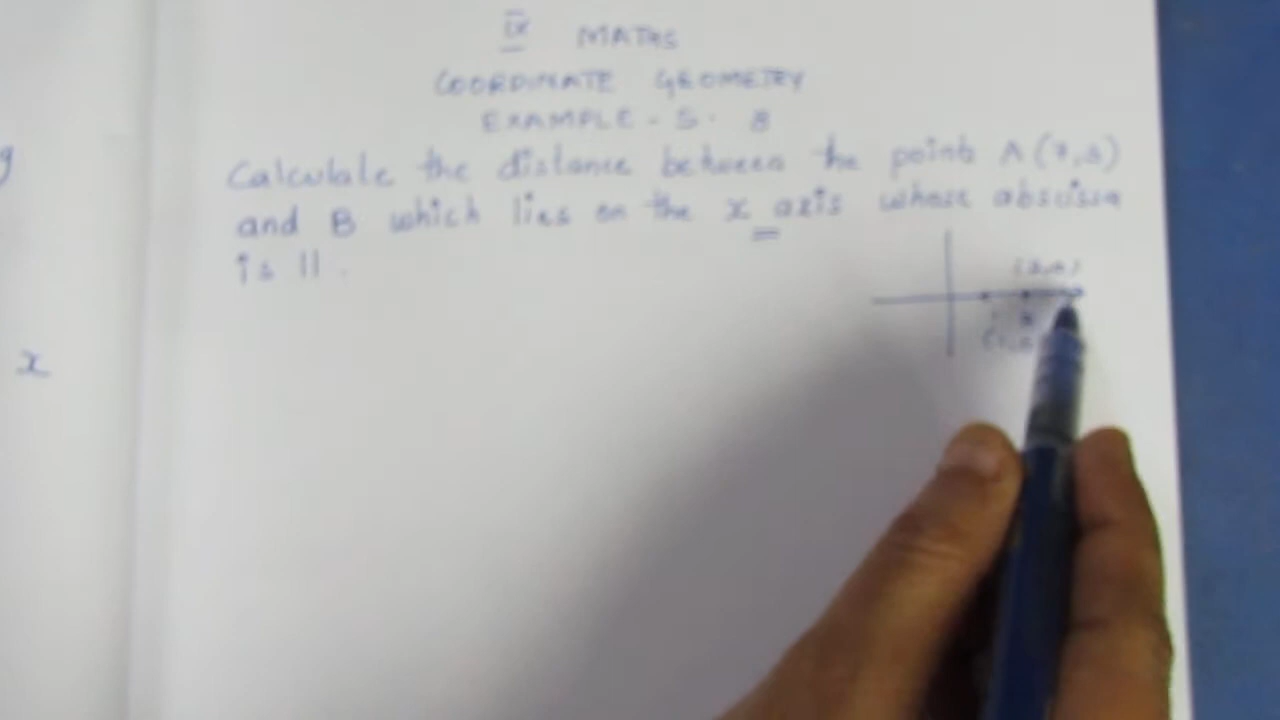 IX MATHS
COORDINATE GEOMETRY
EXAMPLE - 5. 8
Calculate the distance between the point A (7,3)
and B which lies on the x axis whose abscissa
is 11.
x